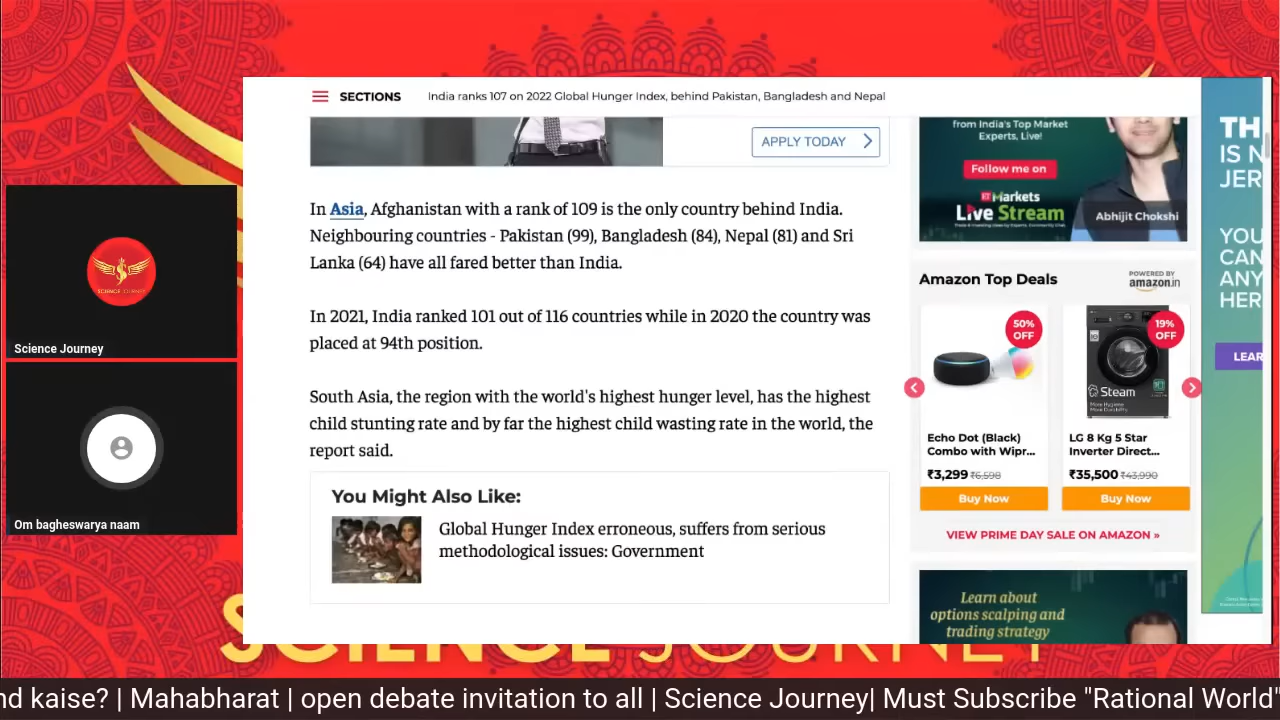 SECTIONS
India ranks 107 on 2022 Global Hunger Index, behind Pakistan, Bangladesh and Nepal
APPLY TODAY
In Asia, Afghanistan with a rank of 109 is the only country behind India.
Neighbouring countries - Pakistan (99), Bangladesh (84), Nepal (81) and Sri
Lanka (64) have all fared better than India.
In 2021, India ranked 101 out of 116 countries while in 2020 the country was
placed at 94th position.
South Asia, the region with the world's highest hunger level, has the highest
child stunting rate and by far the highest child wasting rate in the world, the
report said.
You Might Also Like:
Global Hunger Index erroneous, suffers from serious
methodological issues: Government
from India's Top Market
Experts, Live!
Follow me on
ET Markets
Live Stream
Abhijit Chokshi
Amazon Top Deals
POWERED BY
amazon.in
50%
OFF
19%
OFF
Steam
Echo Dot (Black)
Combo with Wipr...
₹3,299 ₹6,598
Buy Now
LG 8 Kg 5 Star
Inverter Direct...
₹35,500 ₹43,990
Buy Now
VIEW PRIME DAY SALE ON AMAZON »
Learn about
options scalping and
trading strategy
TH
IS N
JER
YOU
CAN
ANY
HER
LEAR
SCIENCE JOURNEY
Science Journey
Om bagheswarya naam
SCIENCE JOURNEY
nd kaise? | Mahabharat | open debate invitation to all | Science Journey| Must Subscribe "Rational World"